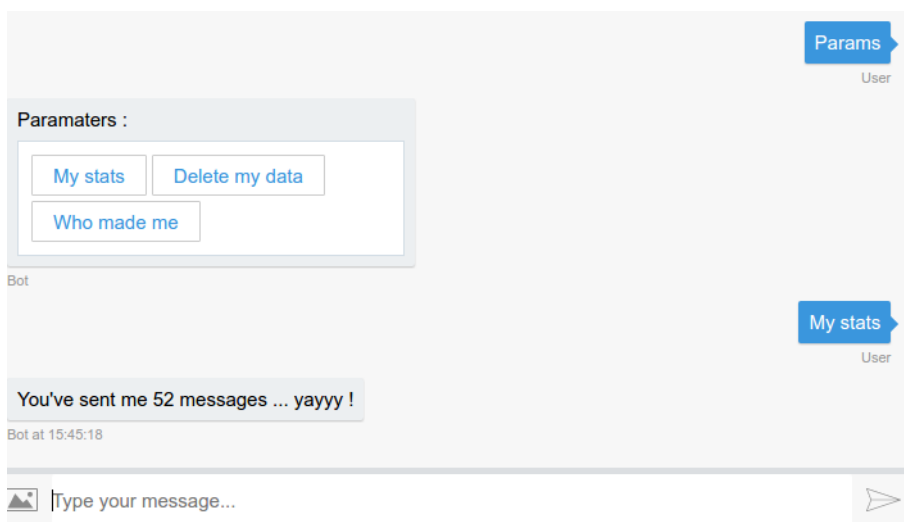 Params
User
Paramaters :
My stats Delete my data
Who made me
Bot
My stats
User
You've sent me 52 messages ... yayyy !
Bot at 15:45:18
Type your message...